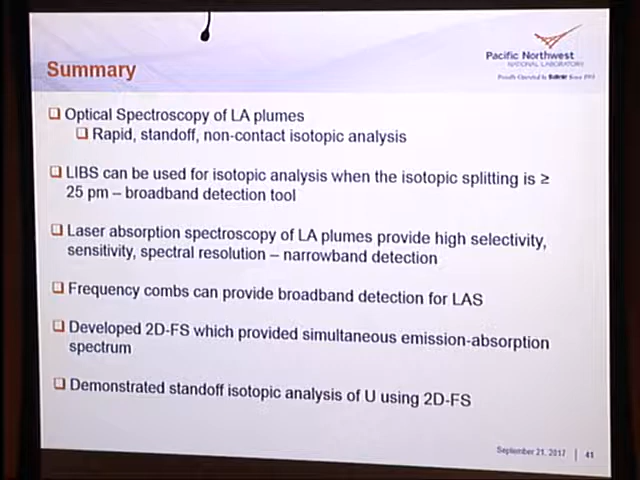 Pacific Northwest
NATIONAL LABORATORY
Proudly Operated by Battelle Since 1965
Summary
Optical Spectroscopy of LA plumes
Rapid, standoff, non-contact isotopic analysis
LIBS can be used for isotopic analysis when the isotopic splitting is ≥
25 pm – broadband detection tool
Laser absorption spectroscopy of LA plumes provide high selectivity,
sensitivity, spectral resolution – narrowband detection
Frequency combs can provide broadband detection for LAS
Developed 2D-FS which provided simultaneous emission-absorption
spectrum
Demonstrated standoff isotopic analysis of U using 2D-FS
September 21, 2017 | 41